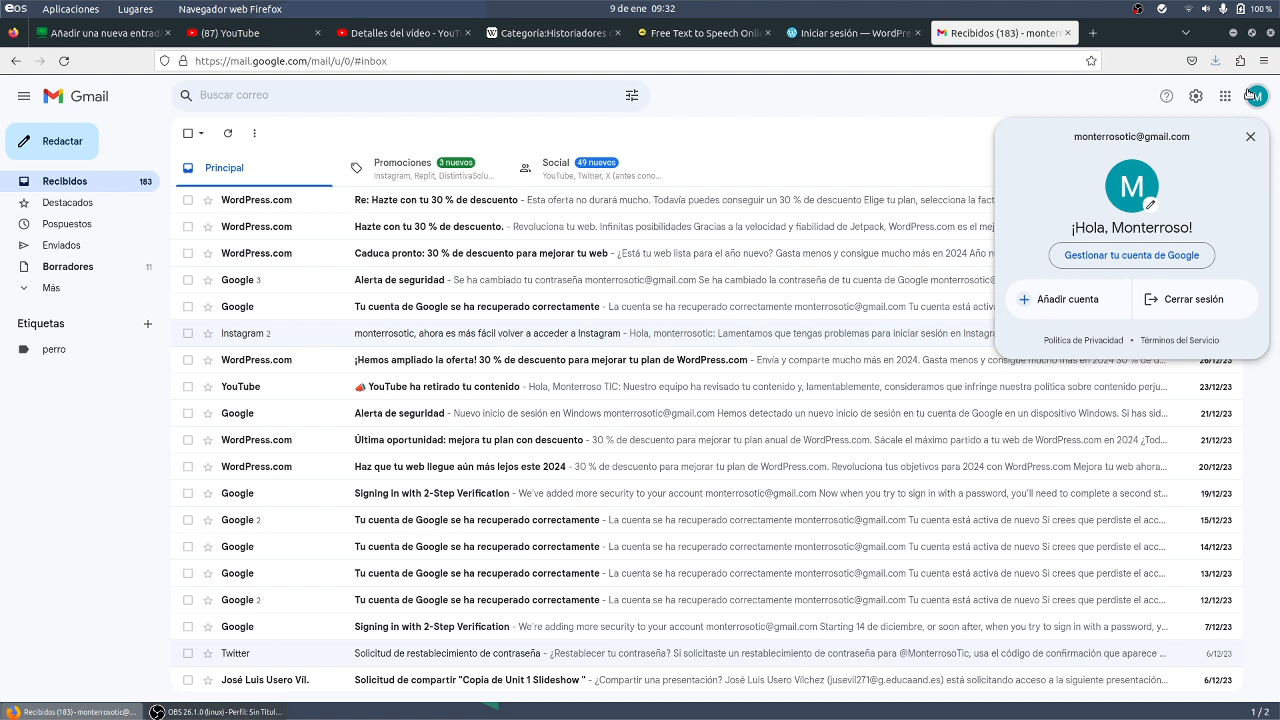 eos Aplicaciones Lugares Navegador web Firefox 9 de ene 09:32 100 %
Añadir una nueva entrad (87) YouTube Detalles del vídeo - YouT Categoría:Historiadores Free Text to Speech Onli Iniciar sesión — WordPre Recibidos (183) - monter
https://mail.google.com/mail/u/0/#inbox
Gmail Buscar correo M
Redactar
monterrosotic@gmail.com
Principal Promociones 3 nuevos Social 49 nuevos
Instagram, Replit, DistintivaSolu... YouTube, Twitter, X (antes cono...
Recibidos 183
Destacados
Pospuestos
Enviados
Borradores 11
Más
Etiquetas
perro
M
¡Hola, Monterroso!
Gestionar tu cuenta de Google
Añadir cuenta Cerrar sesión
Política de Privacidad • Términos del Servicio
WordPress.com Re: Hazte con tu 30 % de descuento - Esta oferta no durará mucho. Todavía puedes conseguir un 30 % de descuento Elige tu plan, selecciona la fact
WordPress.com Hazte con tu 30 % de descuento. - Revoluciona tu web. Infinitas posibilidades Gracias a la velocidad y fiabilidad de Jetpack, WordPress.com es el mej
WordPress.com Caduca pronto: 30 % de descuento para mejorar tu web - ¿Está tu web lista para el año nuevo? Gasta menos y consigue mucho más en 2024 Año n
Google 3 Alerta de seguridad - Se ha cambiado tu contraseña monterrosotic@gmail.com Se ha cambiado la contraseña de tu cuenta de Google monterrosotic@
Google Tu cuenta de Google se ha recuperado correctamente - La cuenta se ha recuperado correctamente monterrosotic@gmail.com Tu cuenta está activa de
Instagram 2 monterrosotic, ahora es más fácil volver a acceder a Instagram - Hola, monterrosotic: Lamentamos que tengas problemas para iniciar sesión en Instagr
WordPress.com ¡Hemos ampliado la oferta! 30 % de descuento para mejorar tu plan de WordPress.com - Envía y comparte mucho más en 2024. Gasta menos y consigue mucho más en 2024 30 % de d... 26/12/23
YouTube YouTube ha retirado tu contenido - Hola, Monterroso TIC: Nuestro equipo ha revisado tu contenido y, lamentablemente, consideramos que infringe nuestra política sobre contenido perju... 23/12/23
Google Alerta de seguridad - Nuevo inicio de sesión en Windows monterrosotic@gmail.com Hemos detectado un nuevo inicio de sesión en tu cuenta de Google en un dispositivo Windows. Si has sid... 21/12/23
WordPress.com Última oportunidad: mejora tu plan con descuento - 30 % de descuento para mejorar tu plan anual de WordPress.com. Sácale el máximo partido a tu web de WordPress.com en 2024 ¿Tod... 21/12/23
WordPress.com Haz que tu web llegue aún más lejos este 2024 - 30 % de descuento para mejorar tu plan de WordPress.com. Revoluciona tus objetivos para 2024 con WordPress.com Mejora tu web ahora... 20/12/23
Google Signing in with 2-Step Verification - We've added more security to your account monterrosotic@gmail.com Now when you try to sign in with a password, you'll need to complete a second st... 19/12/23
Google 2 Tu cuenta de Google se ha recuperado correctamente - La cuenta se ha recuperado correctamente monterrosotic@gmail.com Tu cuenta está activa de nuevo Si crees que perdiste el acc... 15/12/23
Google Tu cuenta de Google se ha recuperado correctamente - La cuenta se ha recuperado correctamente monterrosotic@gmail.com Tu cuenta está activa de nuevo Si crees que perdiste el acc... 14/12/23
Google Tu cuenta de Google se ha recuperado correctamente - La cuenta se ha recuperado correctamente monterrosotic@gmail.com Tu cuenta está activa de nuevo Si crees que perdiste el acc... 13/12/23
Google 2 Tu cuenta de Google se ha recuperado correctamente - La cuenta se ha recuperado correctamente monterrosotic@gmail.com Tu cuenta está activa de nuevo Si crees que perdiste el acc... 12/12/23
Google Signing in with 2-Step Verification - We're adding more security to your account monterrosotic@gmail.com Starting 14 de diciembre, or soon after, when you try to sign in with a password, y... 7/12/23
Twitter Solicitud de restablecimiento de contraseña - ¿Restablecer tu contraseña? Si solicitaste un restablecimiento de contraseña para @MonterrosoTic, usa el código de confirmación que aparece ... 6/12/23
José Luis Usero Víl. Solicitud de compartir "Copia de Unit 1 Slideshow " - ¿Compartir una presentación? José Luis Usero Vílchez (jusevil271@g.educaand.es) está solicitando acceso a la siguiente presentación... 6/12/23
Recibidos (183) - monterrosotic@... OBS 26.1.0 (linux) - Perfil: Sin Títul... 1 / 2